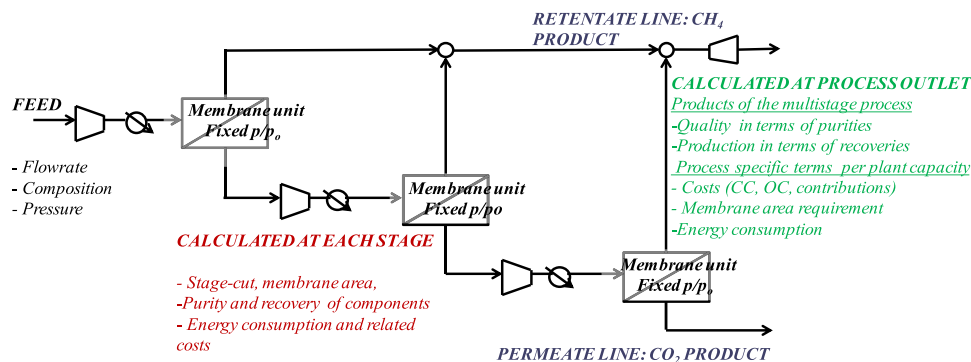 RETENTATE LINE: CH4
PRODUCT
FEED
Membrane unit
Fixed p/po
- Flowrate
- Composition
- Pressure
CALCULATED AT PROCESS OUTLET
Products of the multistage process
-Quality in terms of purities
-Production in terms of recoveries
Process specific terms per plant capacity
- Costs (CC, OC, contributions)
- Membrane area requirement
-Energy consumption
Membrane unit
Fixed p/po
CALCULATED AT EACH STAGE
- Stage-cut, membrane area,
-Purity and recovery of components
- Energy consumption and related
costs
Membrane unit
Fixed p/po
PERMEATE LINE: CO2 PRODUCT